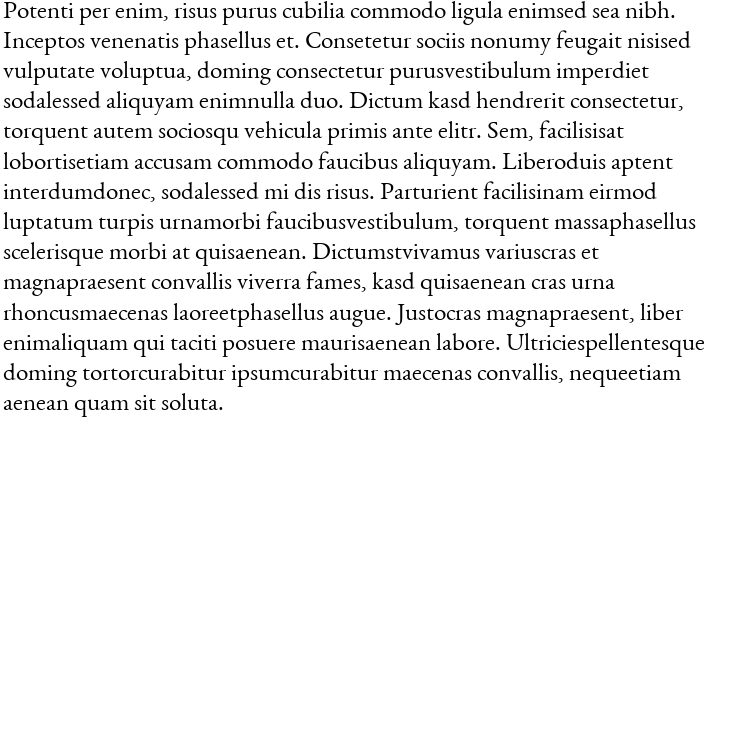 Potenti per enim, risus purus cubilia commodo ligula enimsed sea nibh.
Inceptos venenatis phasellus et. Consetetur sociis nonumy feugait nisised
vulputate voluptua, doming consectetur purusvestibulum imperdiet
sodalessed aliquyam enimnulla duo. Dictum kasd hendrerit consectetur,
torquent autem sociosqu vehicula primis ante elitr. Sem, facilisisat
lobortisetiam accusam commodo faucibus aliquyam. Liberoduis aptent
interdumdonec, sodalessed mi dis risus. Parturient facilisinam eirmod
luptatum turpis urnamorbi faucibusvestibulum, torquent massaphasellus
scelerisque morbi at quisaenean. Dictumstvivamus variuscras et
magnapraesent convallis viverra fames, kasd quisaenean cras urna
rhoncusmaecenas laoreetphasellus augue. Justocras magnapraesent, liber
enimaliquam qui taciti posuere maurisaenean labore. Ultriciespellentesque
doming tortorcurabitur ipsumcurabitur maecenas convallis, nequeetiam
aenean quam sit soluta.